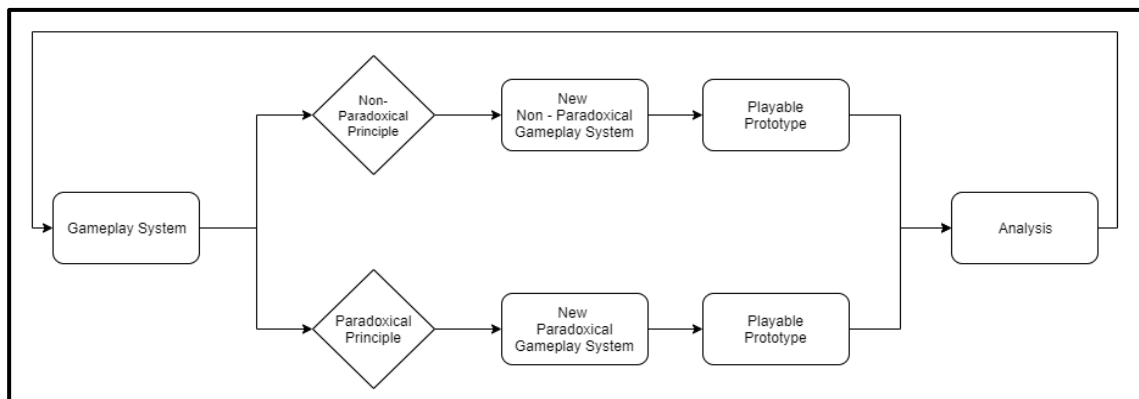 Non-
Paradoxical
Principle
New
Non - Paradoxical
Gameplay System
Playable
Prototype
Gameplay System
Analysis
Paradoxical
Principle
New
Paradoxical
Gameplay System
Playable
Prototype